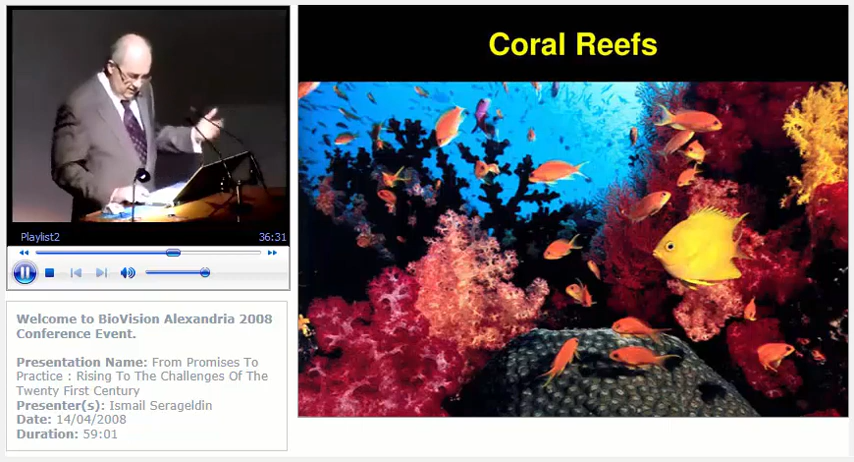 Coral Reefs
Playlist2
36:31
Welcome to BioVision Alexandria 2008
Conference Event.
Presentation Name: From Promises To
Practice : Rising To The Challenges Of The
Twenty First Century
Presenter(s): Ismail Serageldin
Date: 14/04/2008
Duration: 59:01